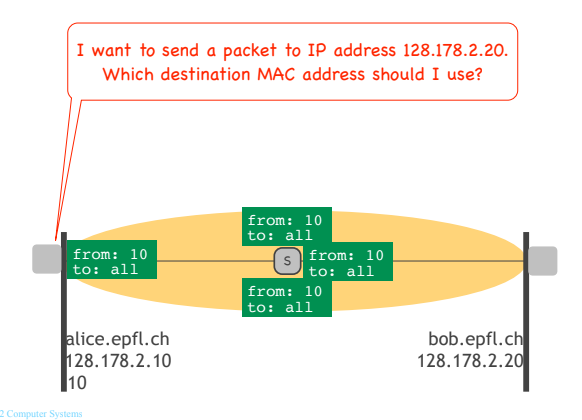 I want to send a packet to IP address 128.178.2.20.
Which destination MAC address should I use?
from: 10
to: all
from: 10
to: all
S
from: 10
to: all
from: 10
to: all
alice.epfl.ch
128.178.2.10
10
bob.epfl.ch
128.178.2.20
2 Computer Systems